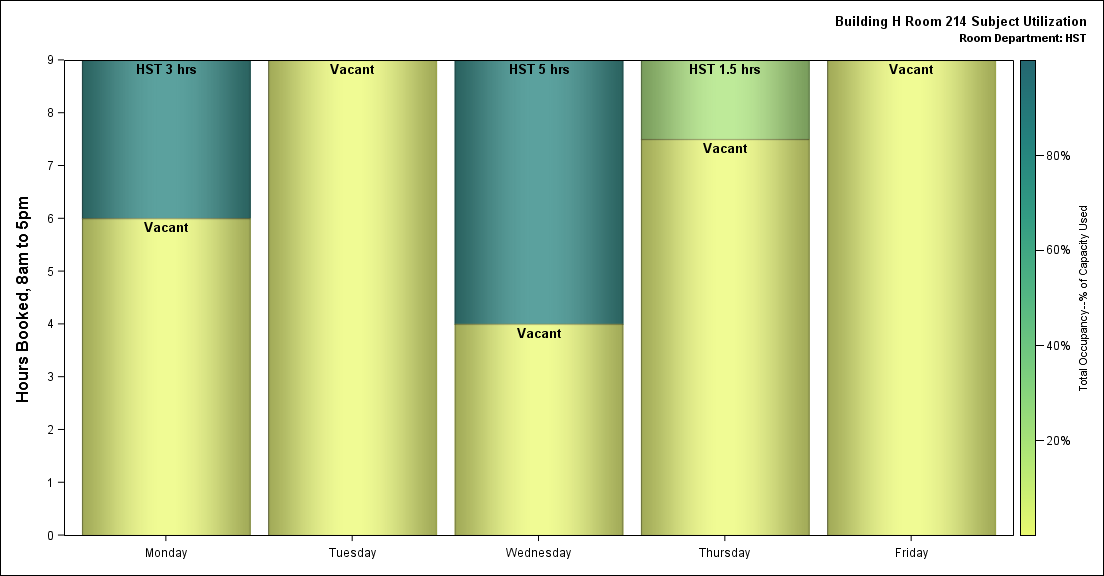 Building H Room 214 Subject Utilization
Room Department: HST
Hours Booked, 8am to 5pm
9
8
7
6
5
4
3
2
1
0
HST 3 hrs
Vacant
Vacant
HST 5 hrs
Vacant
HST 1.5 hrs
Vacant
Vacant
Monday
Tuesday
Wednesday
Thursday
Friday
80%
60%
40%
20%
Total Occupancy--% of Capacity Used